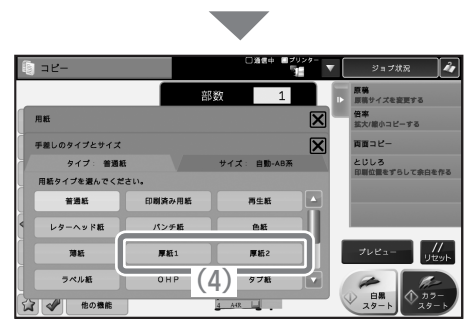 コピー
通信中 プリンター
ジョブ状況
部数 1
原稿
原稿サイズを変更する
倍率
拡大/縮小コピーする
両面コピー
とじしろ
印刷位置をずらして余白を作る
用紙
手差しのタイプとサイズ
タイプ: 普通紙
サイズ: 自動-AB系
用紙タイプを選んでください。
普通紙 印刷済み用紙 再生紙
レターヘッド紙 パンチ紙 色紙
薄紙 厚紙1 厚紙2
ラベル紙 OHP タブ紙
(4)
プレビュー
リセット
他の機能
4 A4R
白黒
スタート
カラー
スタート